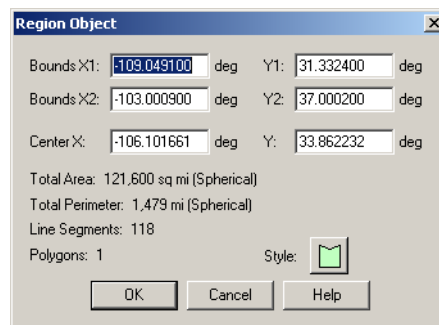 Region Object
Bounds X1: -109.049100 deg Y1: 31.332400 deg
Bounds X2: -103.000900 deg Y2: 37.000200 deg
Center X: -106.101661 deg Y: 33.862232 deg
Total Area: 121,600 sq mi (Spherical)
Total Perimeter: 1,479 mi (Spherical)
Line Segments: 118
Polygons: 1 Style:
OK Cancel Help